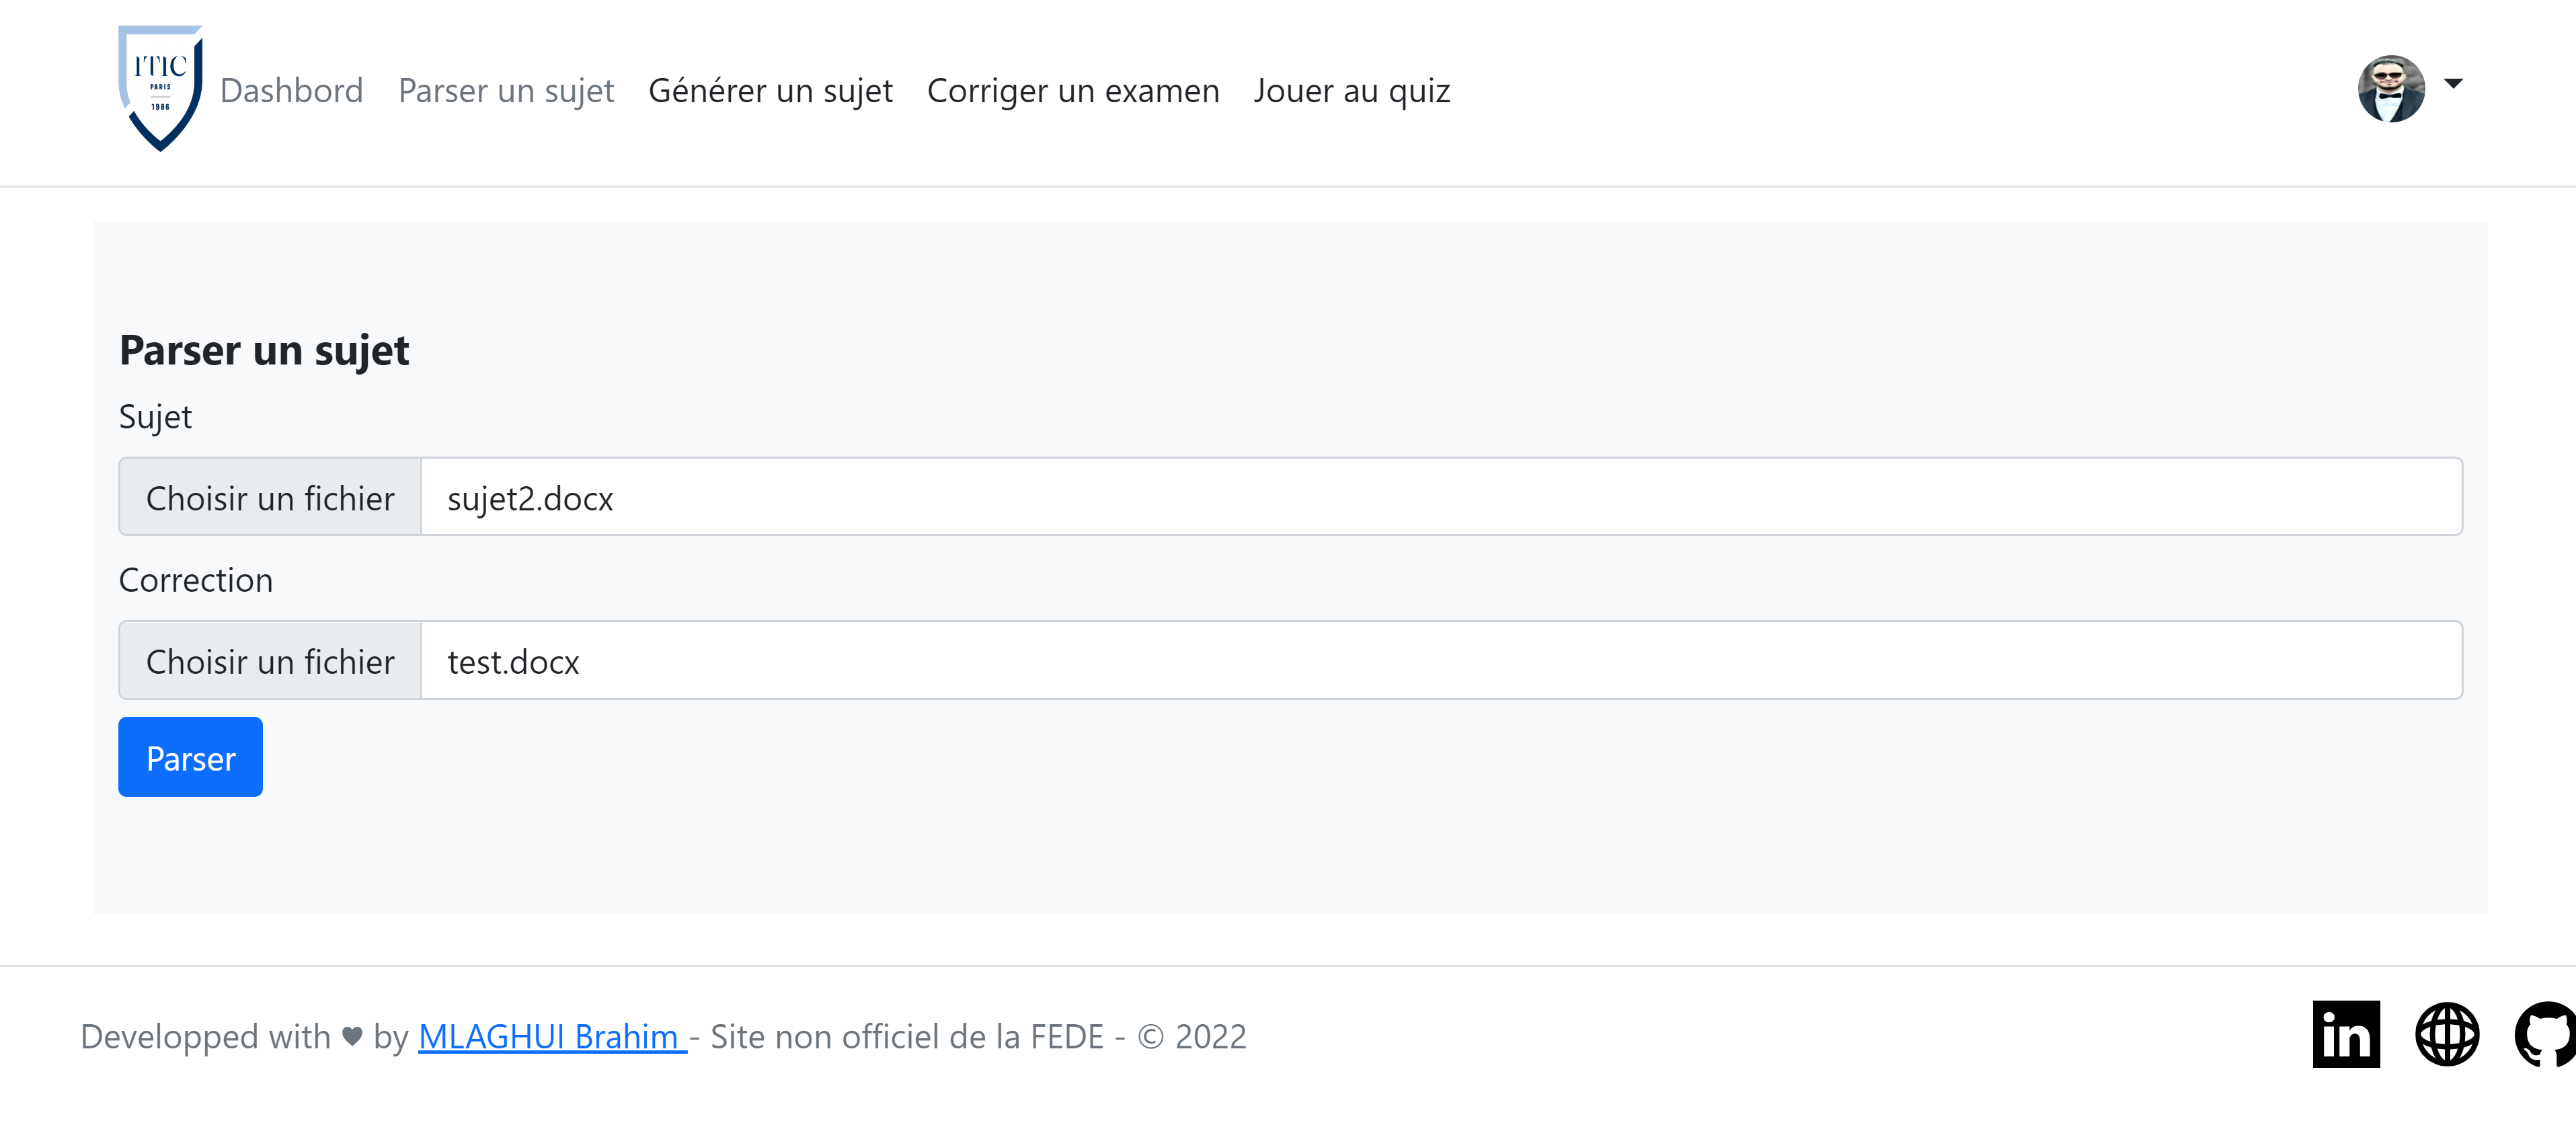 ITIC
PARIS
1986
Dashbord Parser un sujet Générer un sujet Corriger un examen Jouer au quiz
Parser un sujet
Sujet
Choisir un fichier sujet2.docx
Correction
Choisir un fichier test.docx
Parser
Developped with ♥ by MLAGHUI Brahim - Site non officiel de la FEDE - © 2022
in